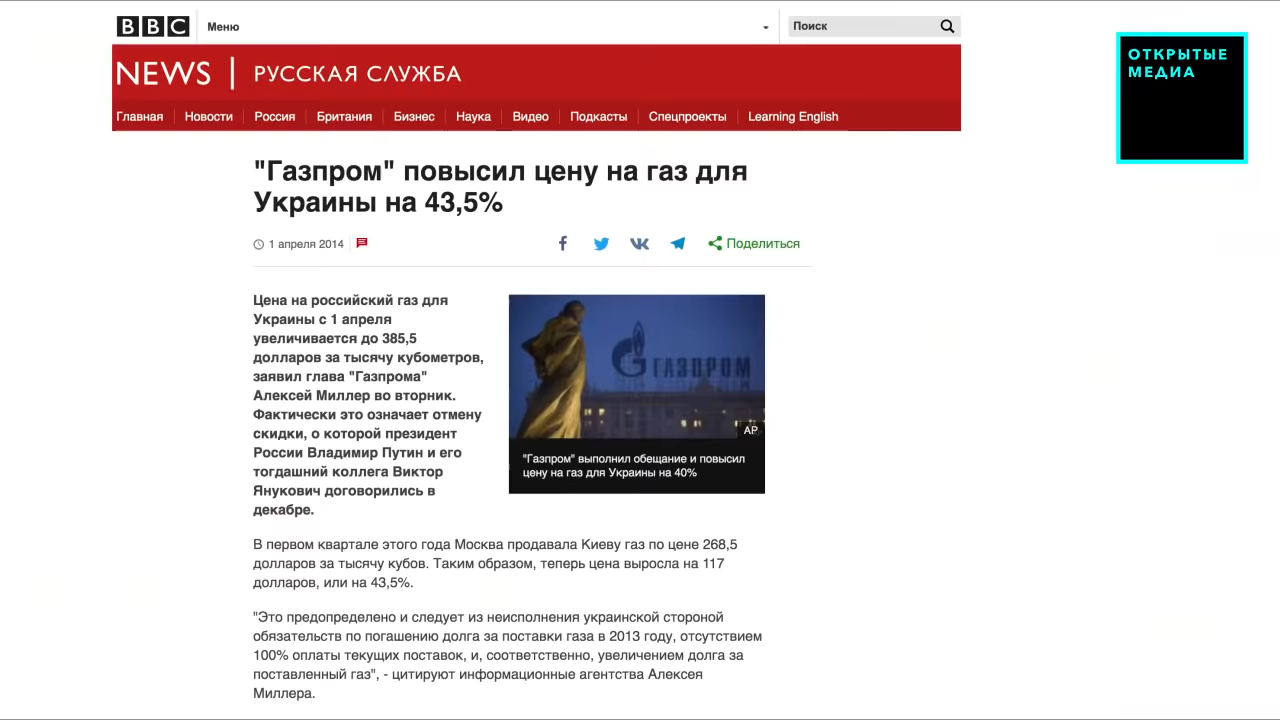 BBC
Меню
Поиск
ОТКРЫТЫЕ
МЕДИА
NEWS | РУССКАЯ СЛУЖБА
Главная
Новости
Россия
Британия
Бизнес
Наука
Видео
Подкасты
Спецпроекты
Learning English
"Газпром" повысил цену на газ для
Украины на 43,5%
1 апреля 2014
Поделиться
Цена на российский газ для
Украины с 1 апреля
увеличивается до 385,5
долларов за тысячу кубометров,
заявил глава "Газпрома"
Алексей Миллер во вторник.
Фактически это означает отмену
скидки, о которой президент
России Владимир Путин и его
тогдашний коллега Виктор
Янукович договорились в
декабре.
ГАЗПРОМ
AP
"Газпром" выполнил обещание и повысил
цену на газ для Украины на 40%
В первом квартале этого года Москва продавала Киеву газ по цене 268,5
долларов за тысячу кубов. Таким образом, теперь цена выросла на 117
долларов, или на 43,5%.
"Это предопределено и следует из неисполнения украинской стороной
обязательств по погашению долга за поставки газа в 2013 году, отсутствием
100% оплаты текущих поставок, и, соответственно, увеличением долга за
поставленный газ", - цитируют информационные агентства Алексея
Миллера.